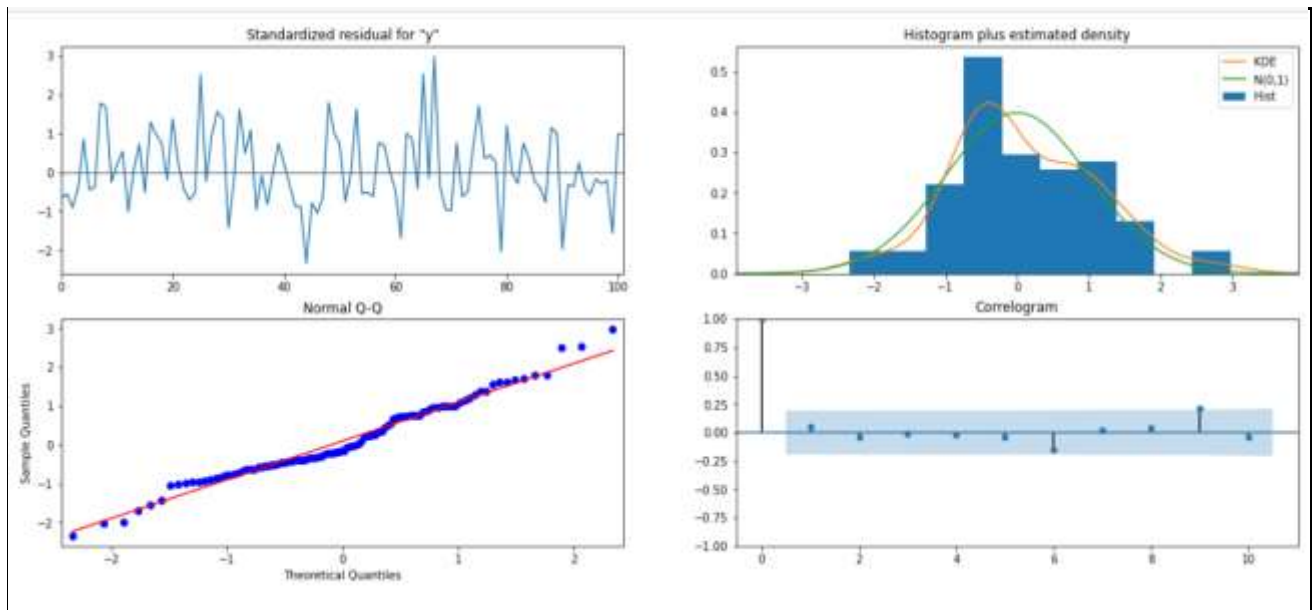 Standardized residual for "y"
3
2
1
0
−1
−2
0 20 40 60 80 100
Histogram plus estimated density
KDE
N(0,1)
Hist
0.5
0.4
0.3
0.2
0.1
0.0
−3 −2 −1 0 1 2 3
Normal Q-Q
Sample Quantiles
3
2
1
0
−1
−2
−2 −1 0 1 2
Theoretical Quantiles
Correlogram
1.00
0.75
0.50
0.25
0.00
−0.25
−0.50
−0.75
−1.00
0 2 4 6 8 10